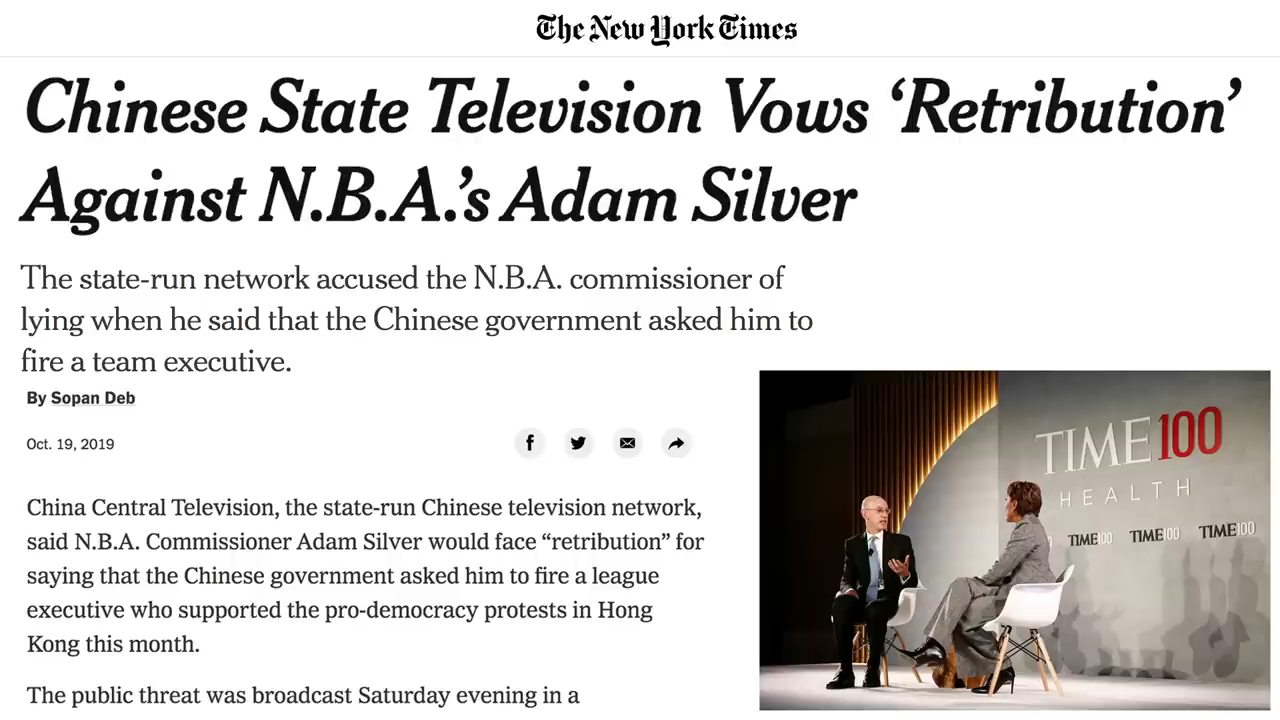 The New York Times
Chinese State Television Vows ‘Retribution’
Against N.B.A.’s Adam Silver
The state-run network accused the N.B.A. commissioner of
lying when he said that the Chinese government asked him to
fire a team executive.
By Sopan Deb
Oct. 19, 2019
China Central Television, the state-run Chinese television network,
said N.B.A. Commissioner Adam Silver would face “retribution” for
saying that the Chinese government asked him to fire a league
executive who supported the pro-democracy protests in Hong
Kong this month.
The public threat was broadcast Saturday evening in a
TIME100
HEALTH
TIME100 TIME100 TIME100